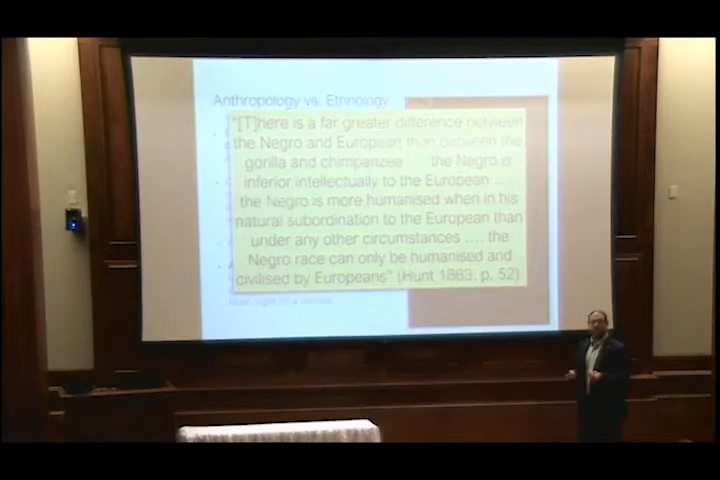 Anthropology vs. Ethnology
"[T]here is a far greater difference between
the Negro and European than between the
gorilla and chimpanzee .... the Negro is
inferior intellectually to the European ....
the Negro is more humanised when in his
natural subordination to the European than
under any other circumstances .... the
Negro race can only be humanised and
civilised by Europeans" (Hunt 1863, p. 52)